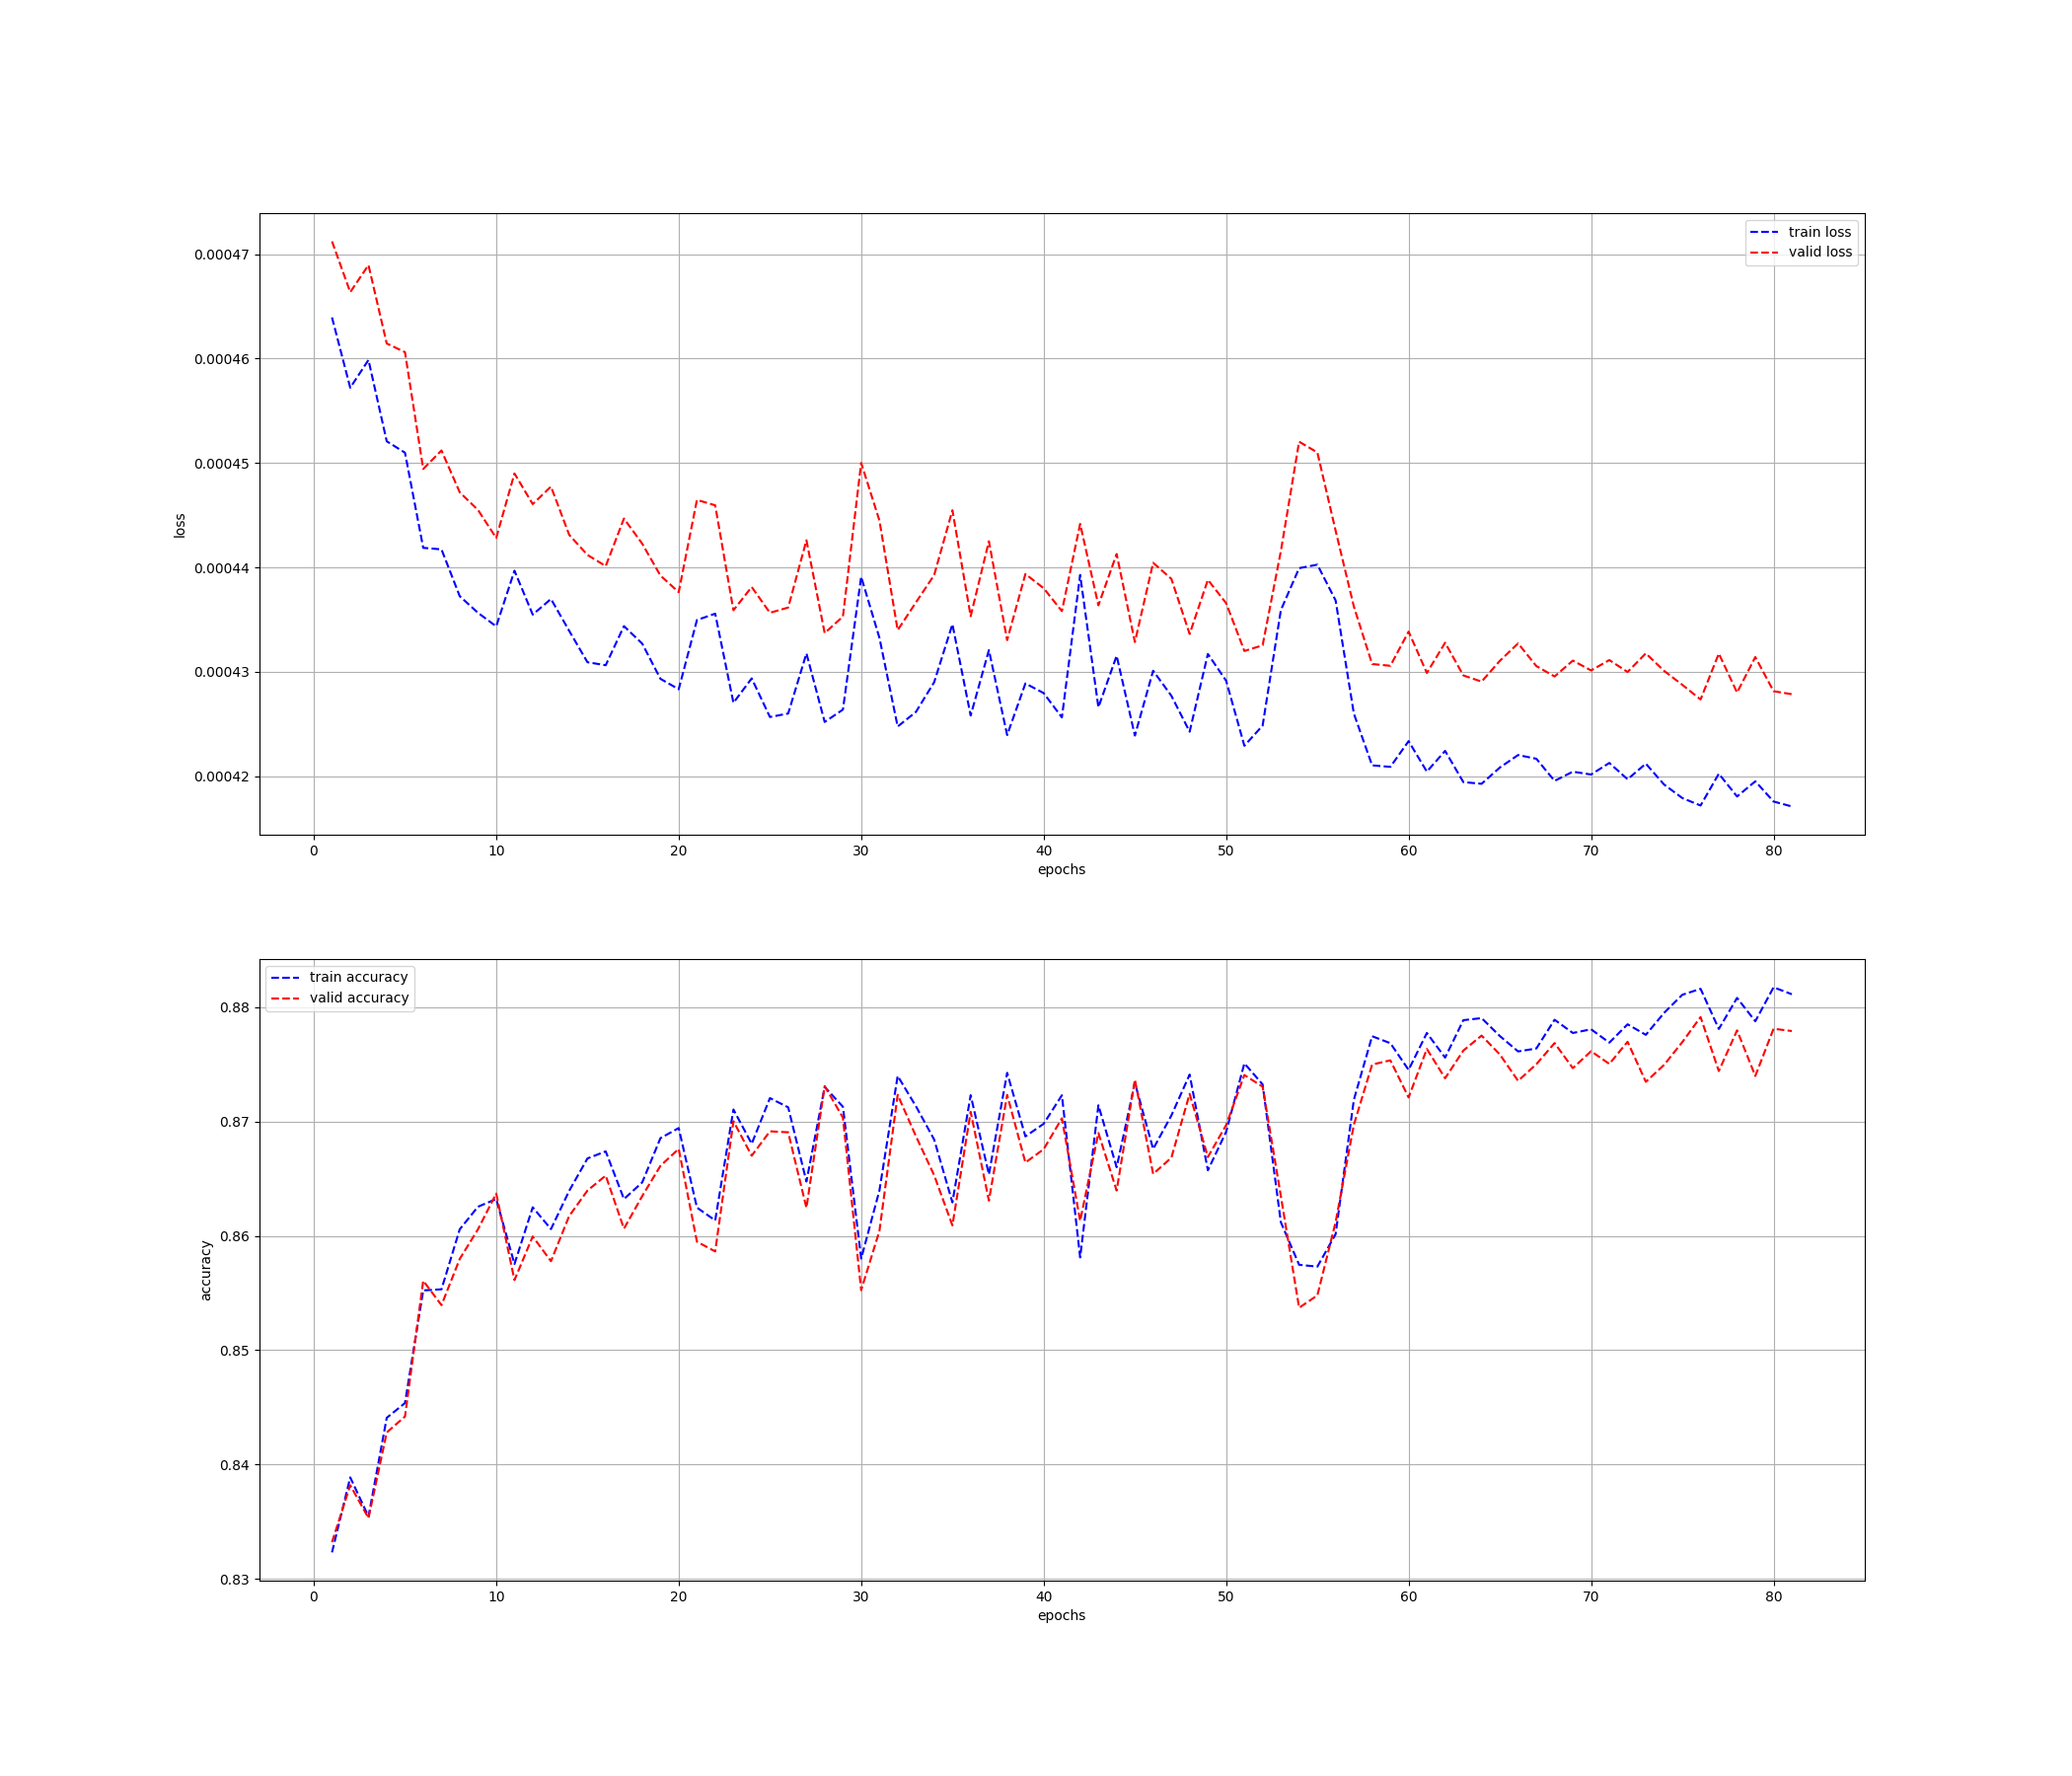 train loss
valid loss
0.00047
0.00046
0.00045
0.00044
0.00043
0.00042
loss
0 10 20 30 40 50 60 70 80
epochs
train accuracy
valid accuracy
0.88
0.87
0.86
0.85
0.84
0.83
accuracy
0 10 20 30 40 50 60 70 80
epochs